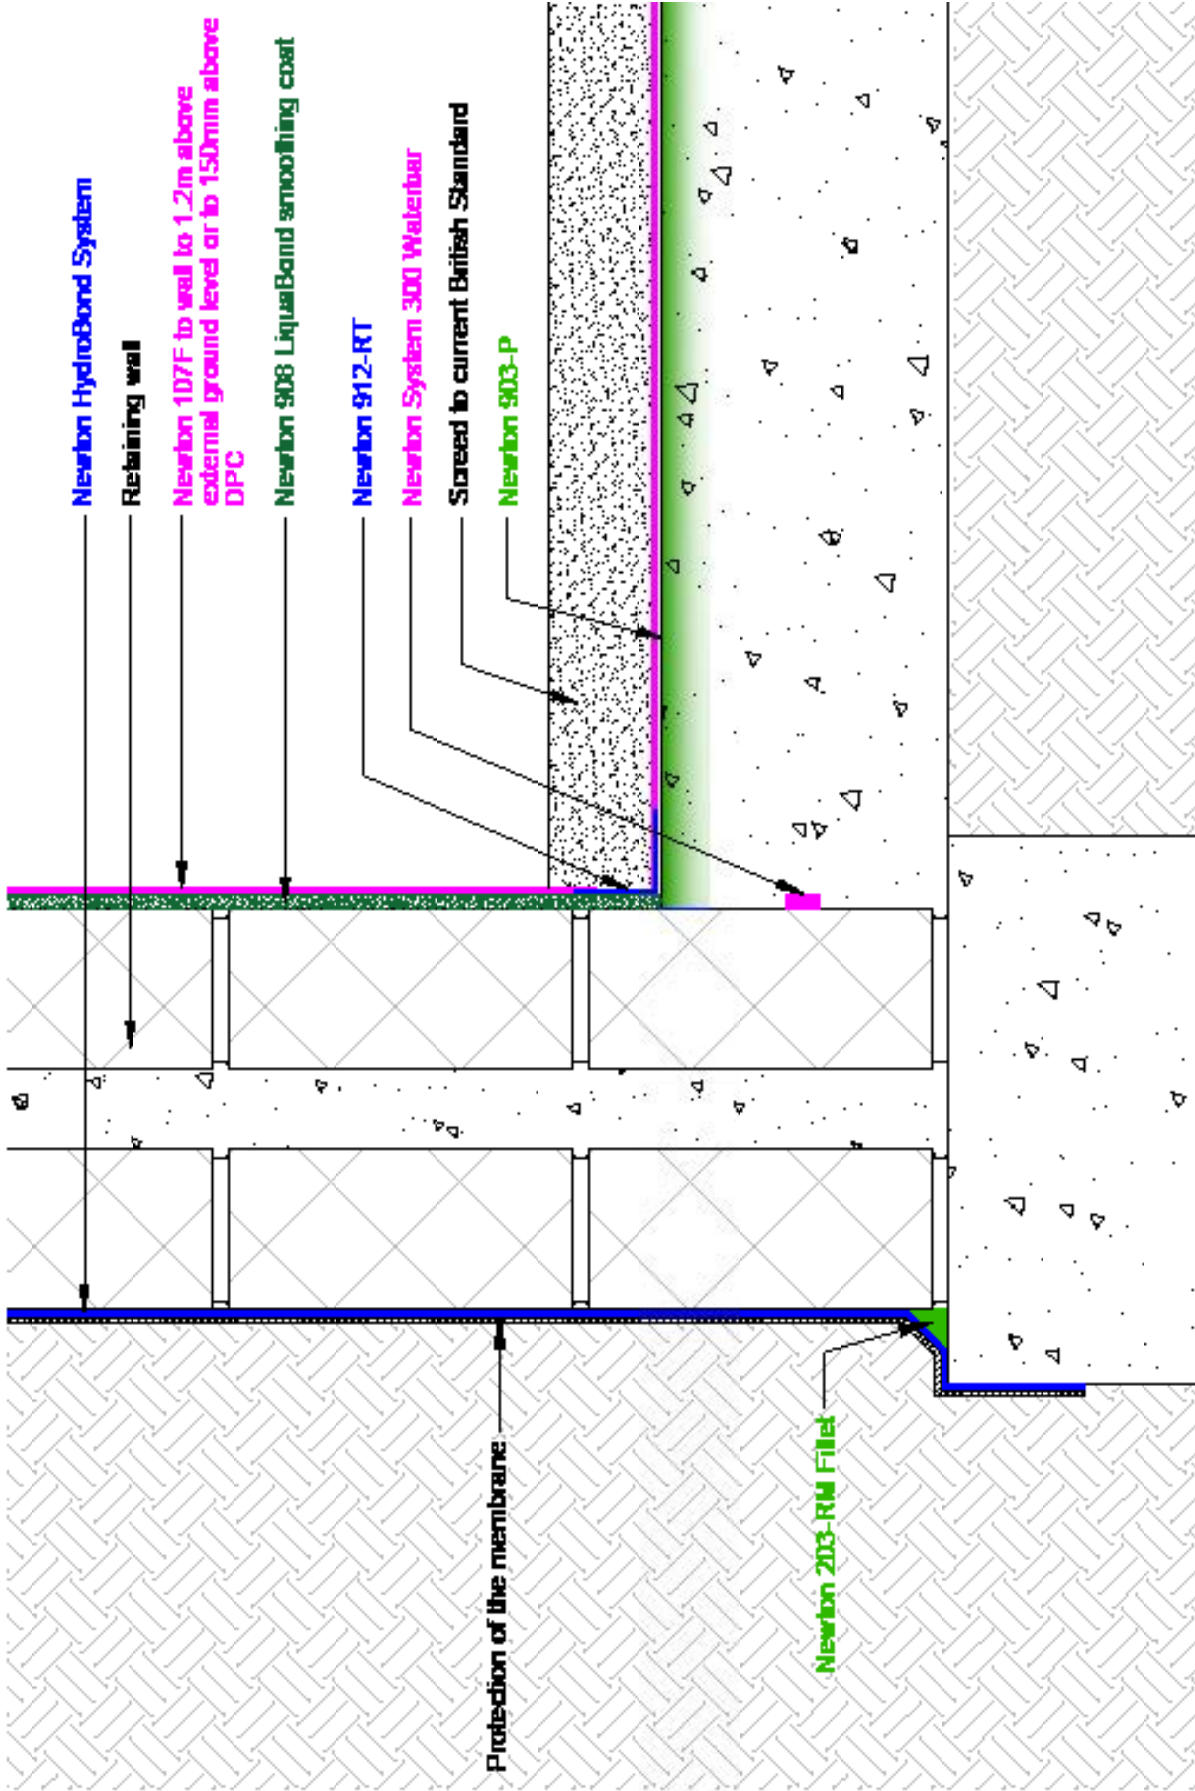 Newton HydroBond System
Retaining wall
Newton 107F to wall to 1.2m above
external ground level or to 150mm above
DPC
Newton 908 LiquaBond smoothing coat
Newton 912-RT
Newton System 300 Waterbar
Screed to current British Standard
Newton 903-P
Protection of the membrane
Newton 203-RM Fillet